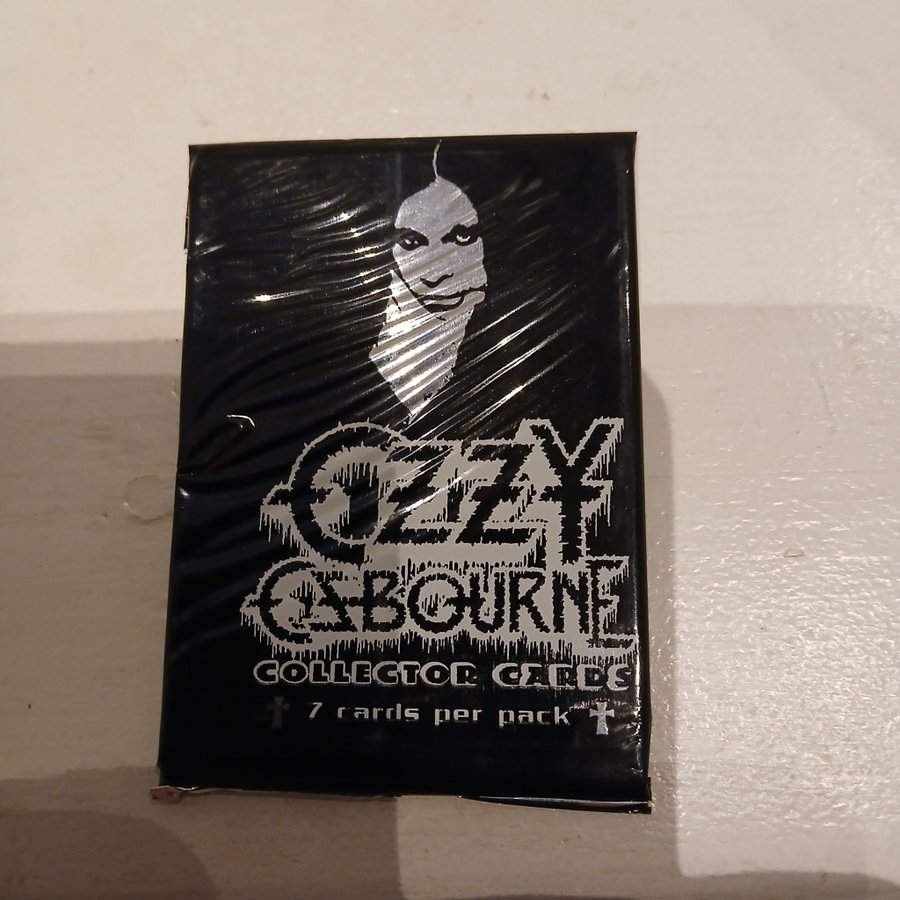 OZZY
OSBOURNE
COLLECTOR CARDS
7 cards per pack